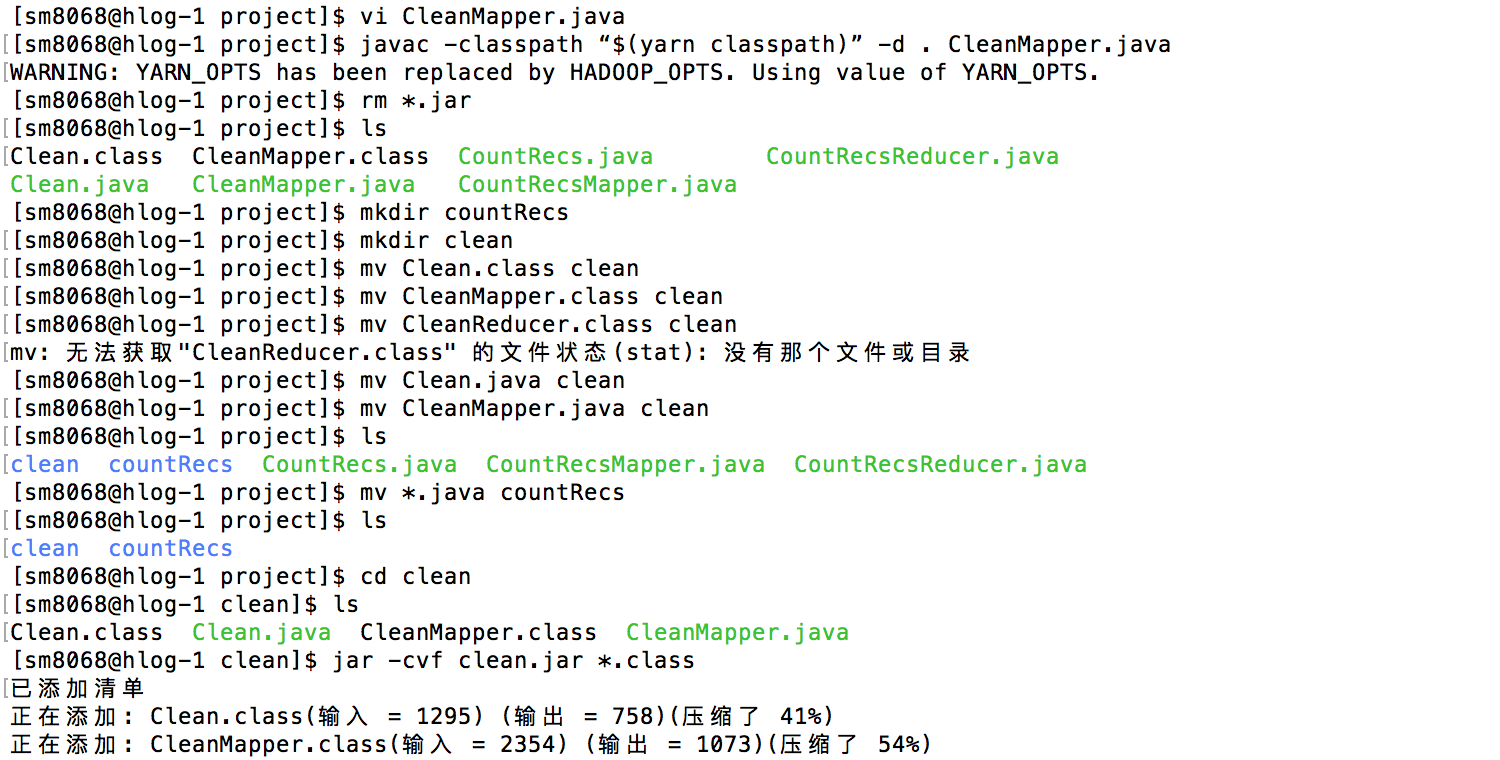 [sm8068@hlog-1 project]$ vi CleanMapper.java
[[sm8068@hlog-1 project]$ javac -classpath “$(yarn classpath)” -d . CleanMapper.java
[WARNING: YARN_OPTS has been replaced by HADOOP_OPTS. Using value of YARN_OPTS.
[sm8068@hlog-1 project]$ rm *.jar
[[sm8068@hlog-1 project]$ ls
[Clean.class  CleanMapper.class  CountRecs.java        CountRecsReducer.java
Clean.java   CleanMapper.java   CountRecsMapper.java
[sm8068@hlog-1 project]$ mkdir countRecs
[[sm8068@hlog-1 project]$ mkdir clean
[[sm8068@hlog-1 project]$ mv Clean.class clean
[[sm8068@hlog-1 project]$ mv CleanMapper.class clean
[[sm8068@hlog-1 project]$ mv CleanReducer.class clean
[mv: 无法获取"CleanReducer.class" 的文件状态(stat): 没有那个文件或目录
[sm8068@hlog-1 project]$ mv Clean.java clean
[[sm8068@hlog-1 project]$ mv CleanMapper.java clean
[[sm8068@hlog-1 project]$ ls
[clean  countRecs  CountRecs.java  CountRecsMapper.java  CountRecsReducer.java
[sm8068@hlog-1 project]$ mv *.java countRecs
[[sm8068@hlog-1 project]$ ls
[clean  countRecs
[sm8068@hlog-1 project]$ cd clean
[[sm8068@hlog-1 clean]$ ls
[Clean.class  Clean.java  CleanMapper.class  CleanMapper.java
[sm8068@hlog-1 clean]$ jar -cvf clean.jar *.class
[已添加清单
正在添加: Clean.class(输入 = 1295) (输出 = 758)(压缩了 41%)
正在添加: CleanMapper.class(输入 = 2354) (输出 = 1073)(压缩了 54%)